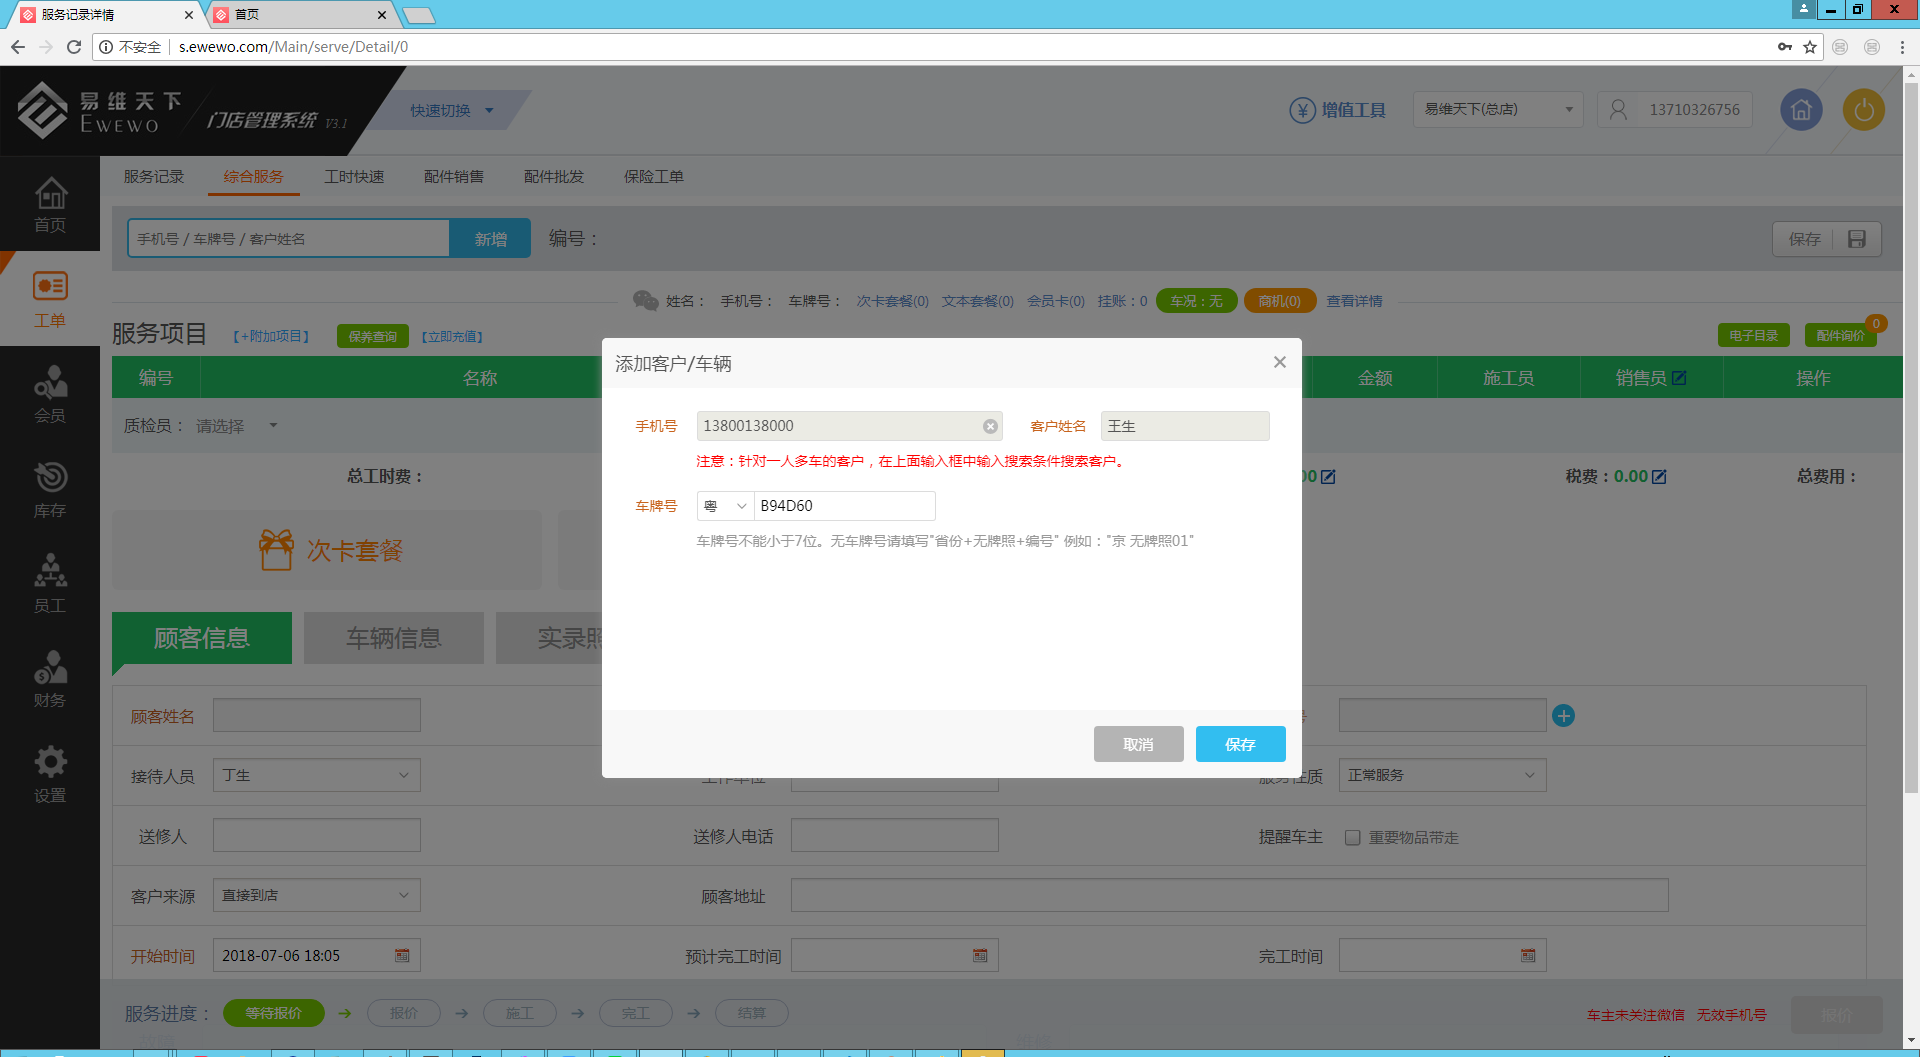 服务记录详情
首页
不安全 s.ewewo.com/Main/serve/Detail/0
易维天下
EWEWO
门店管理系统 V3.1
快速切换
增值工具
易维天下(总店)
13710326756
服务记录 综合服务 工时快速 配件销售 配件批发 保险工单
首页
工单
会员
库存
员工
财务
设置
手机号 / 车牌号 / 客户姓名
新增
编号：
保存
姓名： 手机号： 车牌号： 次卡套餐(0) 文本套餐(0) 会员卡(0) 挂账：0 车况：无 商机(0) 查看详情
服务项目 【+附加项目】 保养查询 【立即充值】 电子目录 配件询价 0
编号 名称 金额 施工员 销售员 操作
质检员： 请选择
总工时费： 税费：0.00 总费用：
次卡套餐
顾客信息 车辆信息 实录照
添加客户/车辆
手机号 13800138000 客户姓名 王生
注意：针对一人多车的客户，在上面输入框中输入搜索条件搜索客户。
车牌号 粤 B94D60
车牌号不能小于7位。无车牌号请填写"省份+无牌照+编号" 例如："京 无牌照01"
取消 保存
顾客姓名
接待人员 丁生 服务性质 正常服务
送修人 送修人电话 提醒车主 重要物品带走
客户来源 直接到店 顾客地址
开始时间 2018-07-06 18:05 预计完工时间 完工时间
服务进度： 等待报价 报价 施工 完工 结算 车主未关注微信 无效手机号 报价